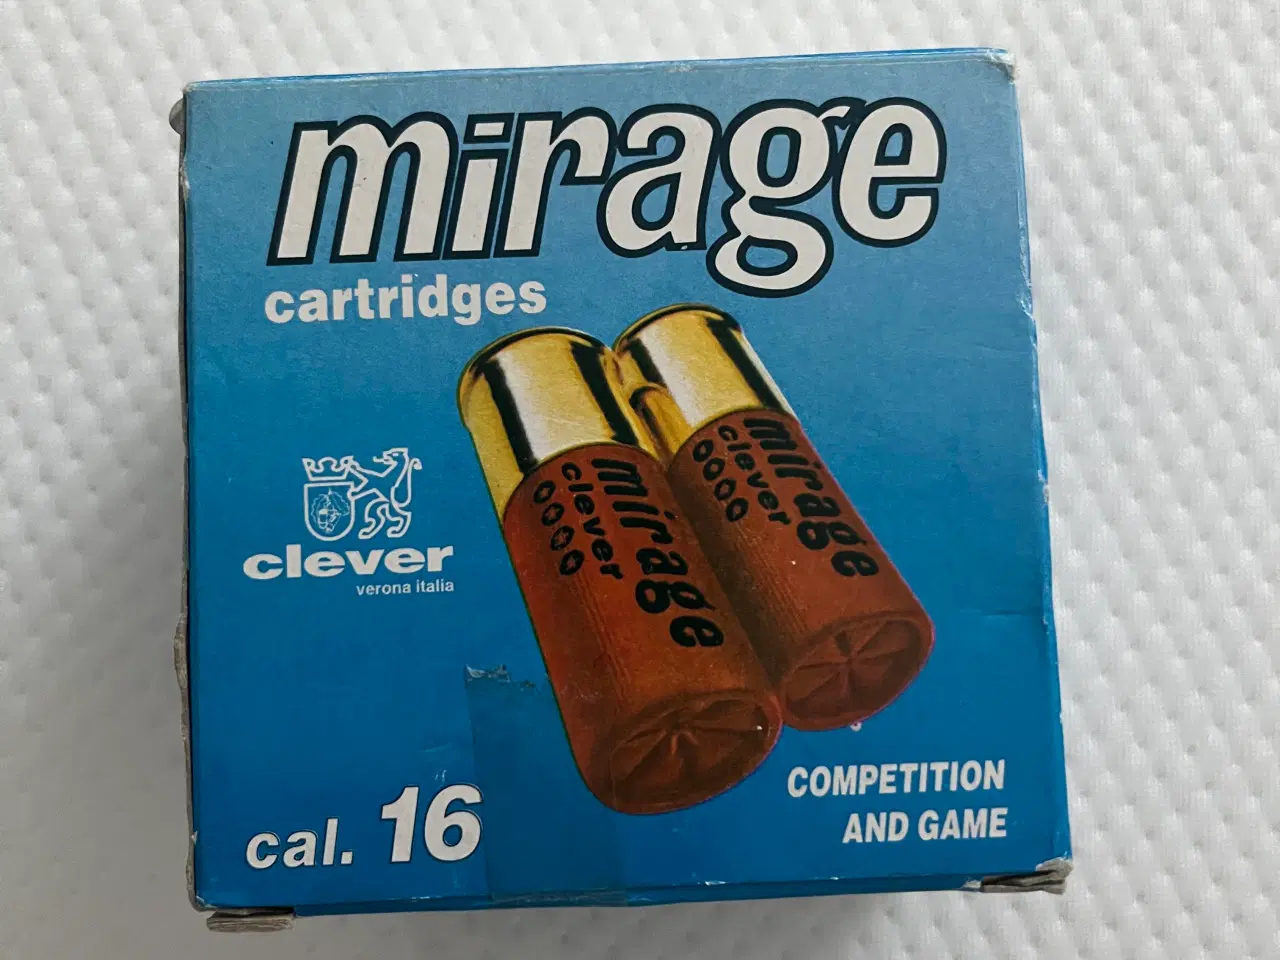 mirage
cartridges
mirage
clever
0000
mirage
clever
0000
clever
verona italia
cal. 16
COMPETITION
AND GAME